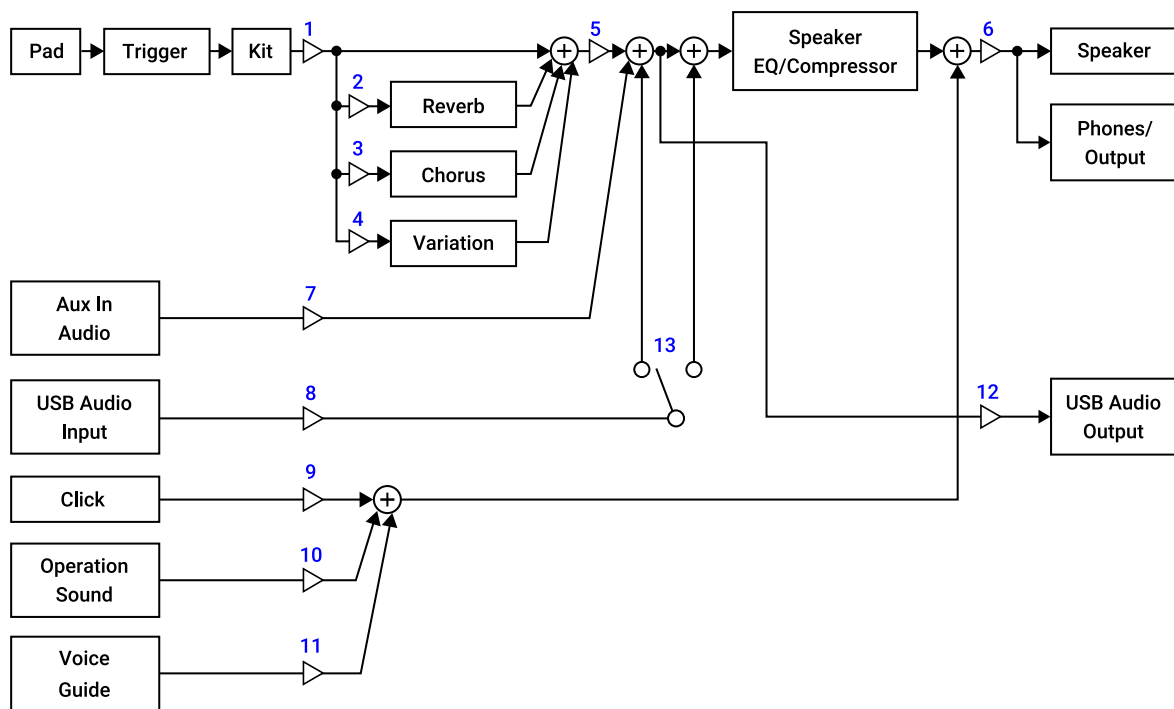 1
5
6
Pad
Trigger
Kit
Speaker
EQ/Compressor
Speaker
2
Reverb
Phones/
Output
3
Chorus
4
Variation
7
Aux In
Audio
13
8
USB Audio
Input
12
USB Audio
Output
9
Click
10
Operation
Sound
11
Voice
Guide